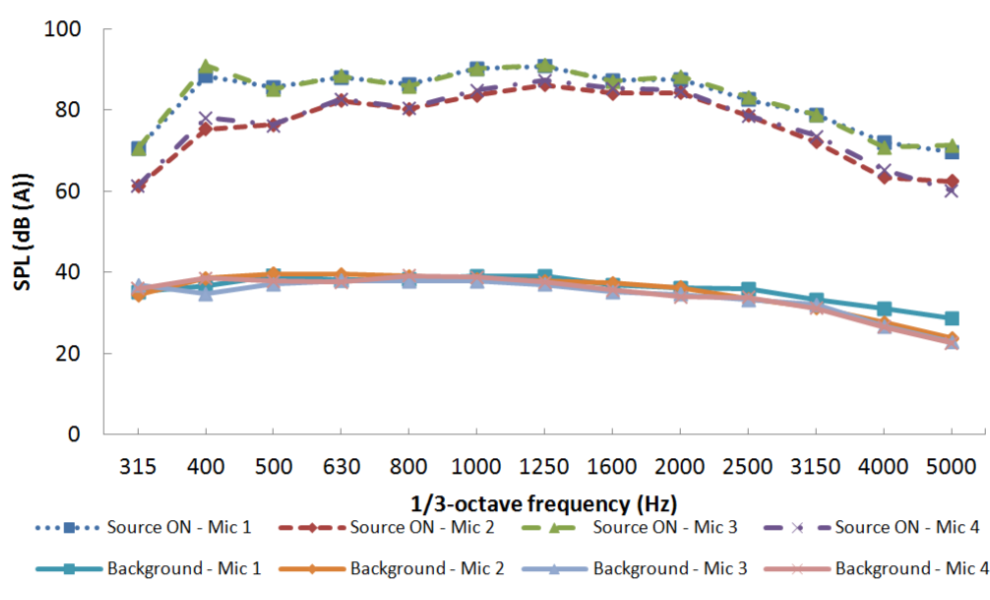 100
80
60
40
20
0
SPL (dB (A))
315 400 500 630 800 1000 1250 1600 2000 2500 3150 4000 5000
1/3-octave frequency (Hz)
Source ON - Mic 1 Source ON - Mic 2 Source ON - Mic 3 Source ON - Mic 4
Background - Mic 1 Background - Mic 2 Background - Mic 3 Background - Mic 4